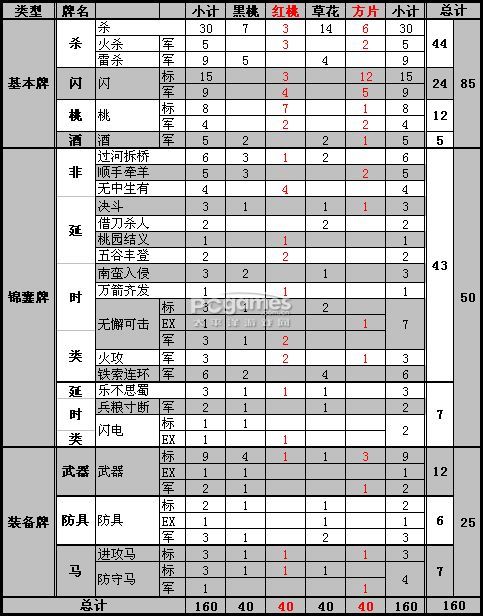 类型 牌名 小计 黑桃 红桃 草花 方片 小计 总计
基本牌 杀 杀 30 7 3 14 6 30 44 85
火杀 军 5 3 2 5
雷杀 军 9 5 4 9
闪 闪 标 15 3 12 15 24
军 9 4 5 9
桃 桃 标 8 7 1 8 12
军 4 2 2 4
酒 酒 军 5 2 2 1 5 5
锦囊牌 非延时类 过河拆桥 6 3 1 2 6 43 50
顺手牵羊 5 3 2 5
无中生有 4 4 4
决斗 3 1 1 1 3
借刀杀人 2 2 2
桃园结义 1 1 1
五谷丰登 2 2 2
南蛮入侵 3 2 1 3
万箭齐发 1 1 1
无懈可击 标 3 1 2 7
EX 1 1
军 3 1 2
火攻 军 3 2 1 3
铁索连环 军 6 2 4 6
延时类 乐不思蜀 3 1 1 1 3 7
兵粮寸断 军 2 1 1 2
闪电 标 1 1 2
EX 1 1
装备牌 武器 武器 标 9 4 1 1 3 9 12 25
EX 1 1 1
军 2 1 1 2
防具 防具 标 2 1 1 2 6
EX 1 1 1
军 3 1 2 3
马 进攻马 标 3 1 1 1 3 7
防守马 标 3 1 1 1 4
军 1 1
总计 160 40 40 40 40 160 160
PCgames
太平洋游戏网